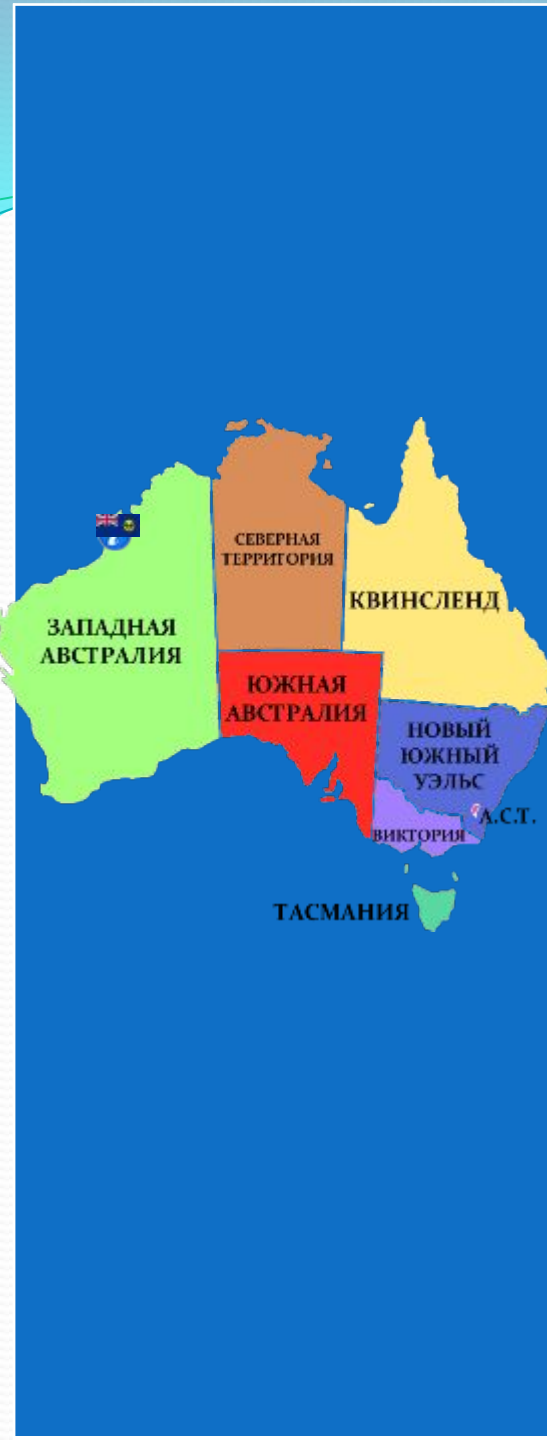 СЕВЕРНАЯ
ТЕРРИТОРИЯ
КВИНСЛЕНД
ЗАПАДНАЯ
АВСТРАЛИЯ
ЮЖНАЯ
АВСТРАЛИЯ
НОВЫЙ
ЮЖНЫЙ
УЭЛЬС
А.С.Т.
ВИКТОРИЯ
ТАСМАНИЯ